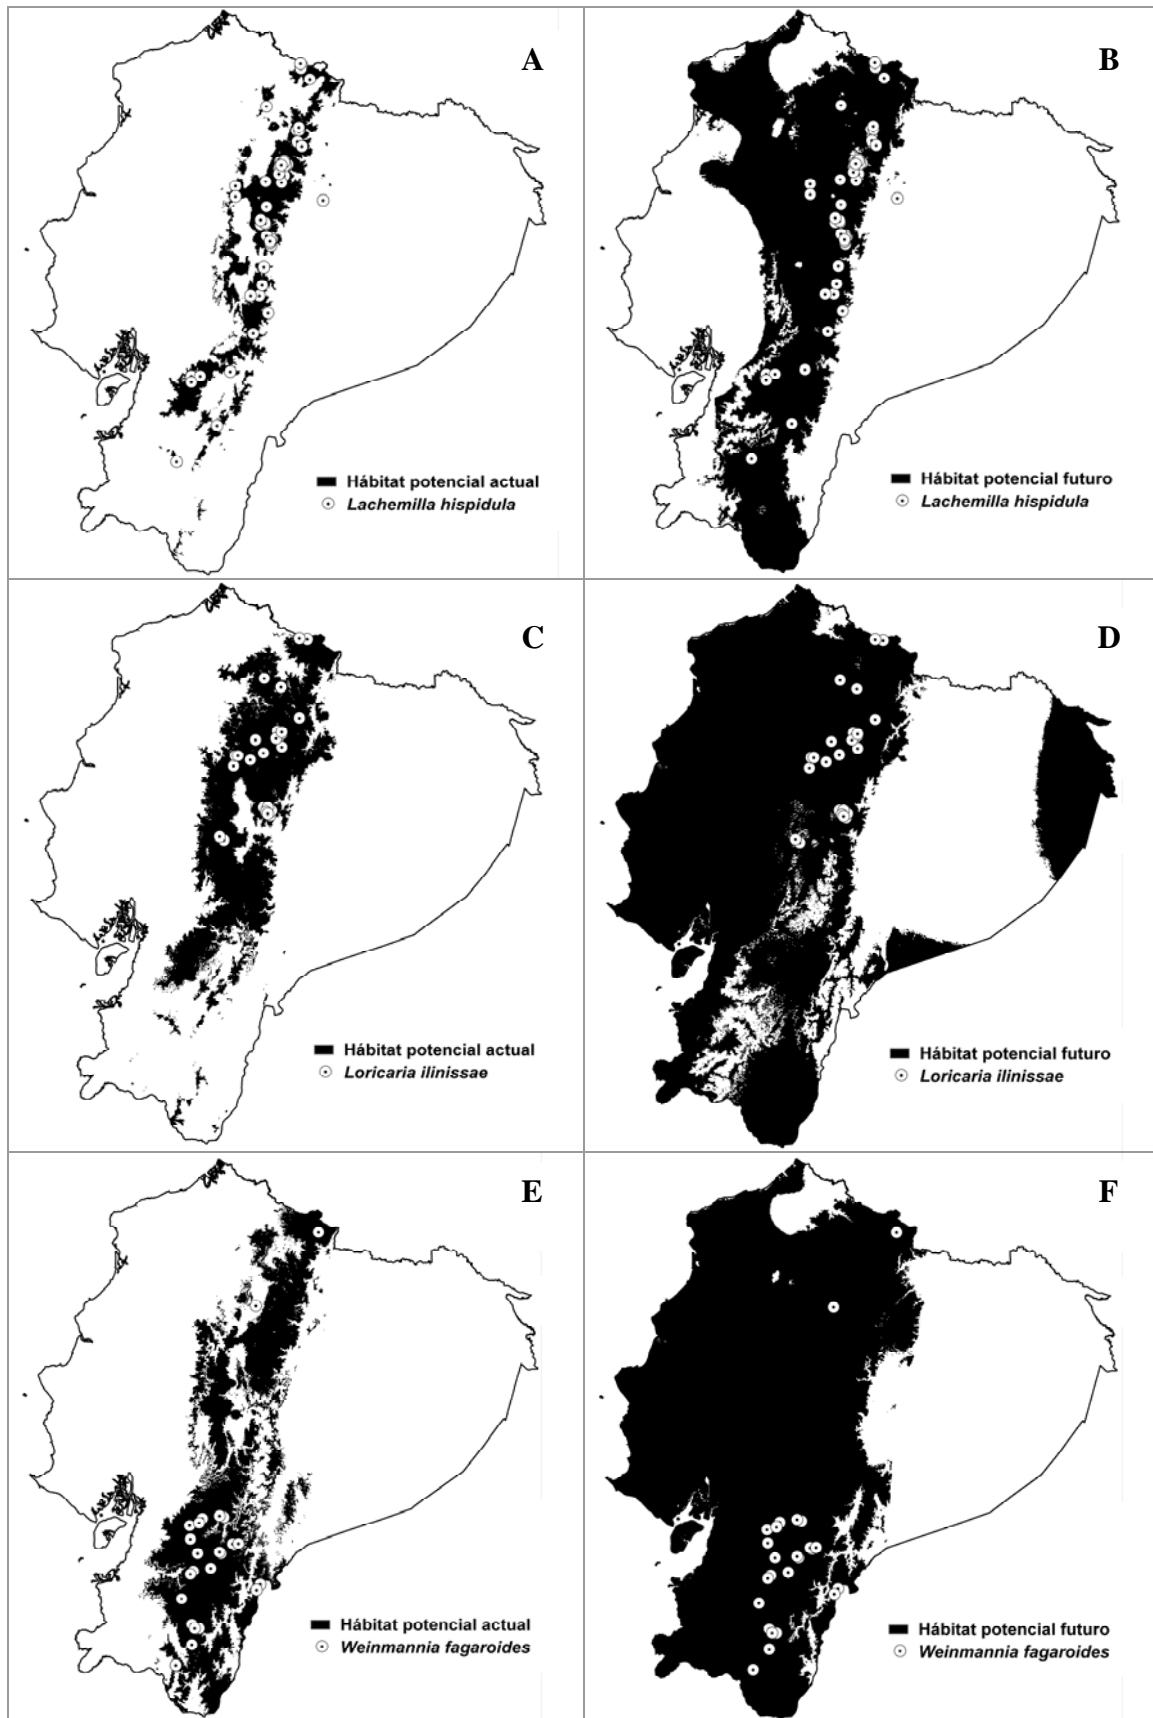 A
Hábitat potencial actual
Lachemilla hispidula
B
Hábitat potencial futuro
Lachemilla hispidula
C
Hábitat potencial actual
Loricaria ilinissae
D
Hábitat potencial futuro
Loricaria ilinissae
E
Hábitat potencial actual
Weinmannia fagaroides
F
Hábitat potencial futuro
Weinmannia fagaroides